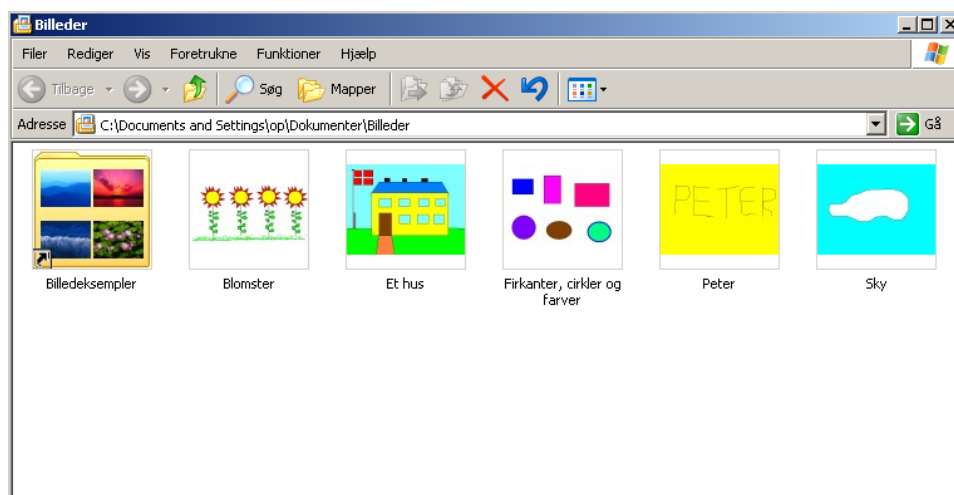 Billeder
Filer Rediger Vis Foretrukne Funktioner Hjælp
Tilbage Søg Mapper
Adresse C:\Documents and Settings\op\Dokumenter\Billeder Gå
PETER
Billedeksempler Blomster Et hus Firkanter, cirkler og Peter Sky
farver